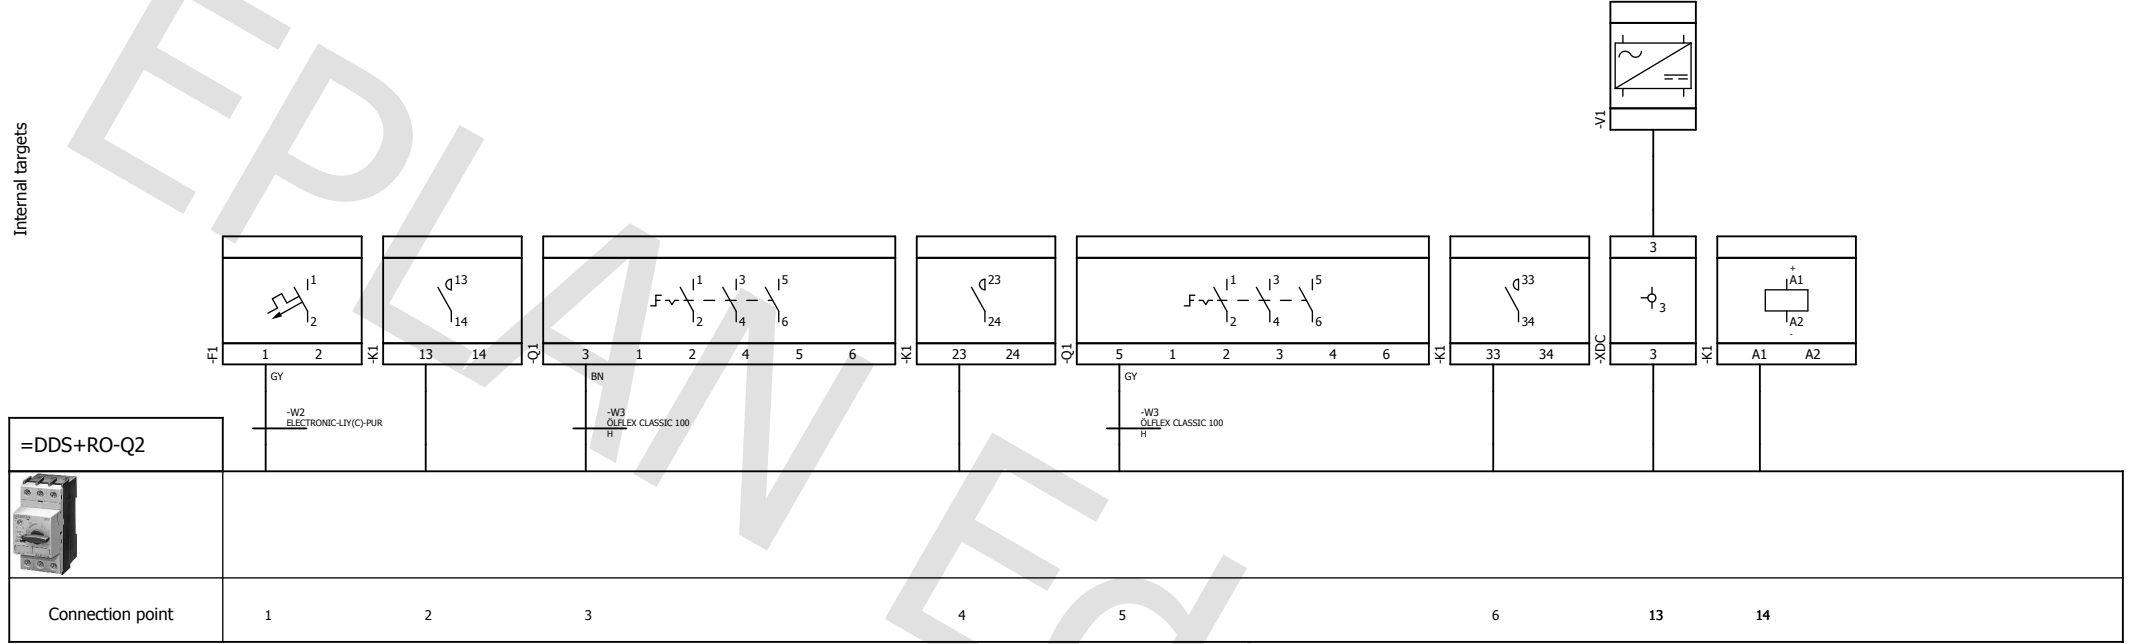 Internal targets
-V1
3
1
2
13
14
1
3
5
2
4
6
23
24
1
3
5
2
4
6
33
34
3
+
A1
A2
-
-F1
1 2
-K1
13 14
-Q1
3 1 2 4 5 6
-K1
23 24
-Q1
5 1 2 3 4 6
-K1
33 34
-XDC
3
-K1
A1 A2
GY
-W2
ELECTRONIC-LIY(C)-PUR
BN
-W3
ÖLFLEX CLASSIC 100
H
GY
-W3
ÖLFLEX CLASSIC 100
H
=DDS+RO-Q2
Connection point 1 2 3 4 5 6 13 14
EPLAN Ed